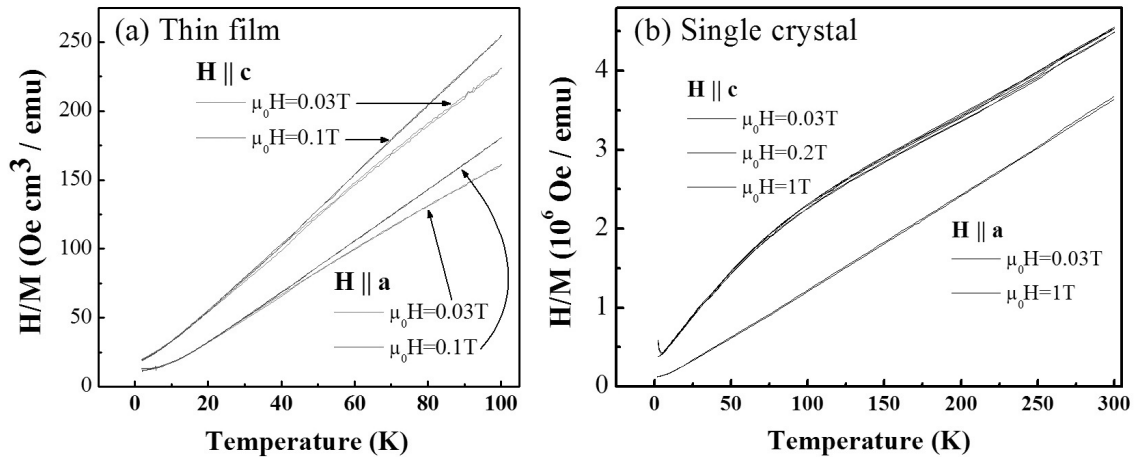 (a) Thin film
H || c
μ₀H=0.03T
μ₀H=0.1T
H || a
μ₀H=0.03T
μ₀H=0.1T
H/M (Oe cm³ / emu)
250
200
150
100
50
0
0 20 40 60 80 100
Temperature (K)
(b) Single crystal
H || c
μ₀H=0.03T
μ₀H=0.2T
μ₀H=1T
H || a
μ₀H=0.03T
μ₀H=1T
H/M (10⁶ Oe / emu)
4
3
2
1
0
0 50 100 150 200 250 300
Temperature (K)